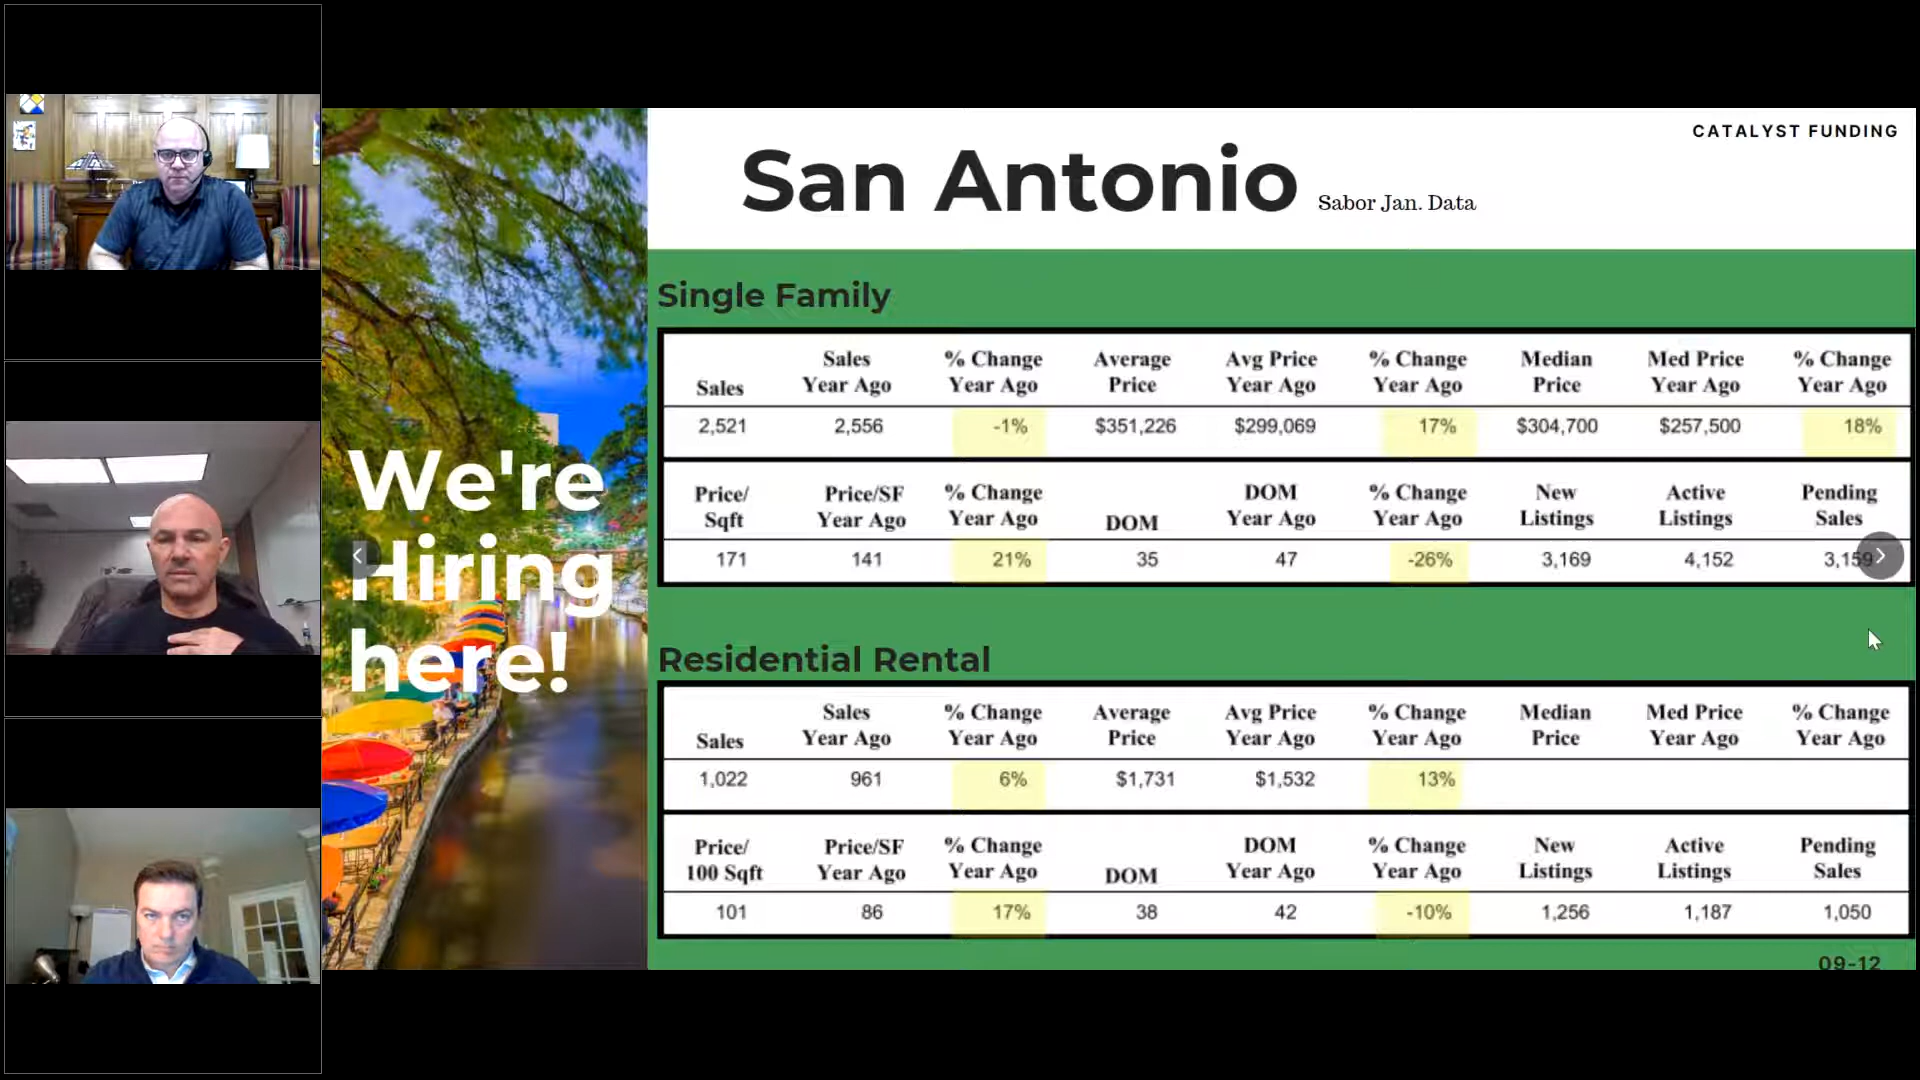 CATALYST FUNDING
San Antonio Sabor Jan. Data
We're
Hiring
here!
Single Family
Sales Sales Year Ago % Change Year Ago Average Price Avg Price Year Ago % Change Year Ago Median Price Med Price Year Ago % Change Year Ago
2,521 2,556 -1% $351,226 $299,069 17% $304,700 $257,500 18%
Price/ Sqft Price/SF Year Ago % Change Year Ago DOM DOM Year Ago % Change Year Ago New Listings Active Listings Pending Sales
171 141 21% 35 47 -26% 3,169 4,152 3,159
Residential Rental
Sales Sales Year Ago % Change Year Ago Average Price Avg Price Year Ago % Change Year Ago Median Price Med Price Year Ago % Change Year Ago
1,022 961 6% $1,731 $1,532 13%
Price/ 100 Sqft Price/SF Year Ago % Change Year Ago DOM DOM Year Ago % Change Year Ago New Listings Active Listings Pending Sales
101 86 17% 38 42 -10% 1,256 1,187 1,050
09-12